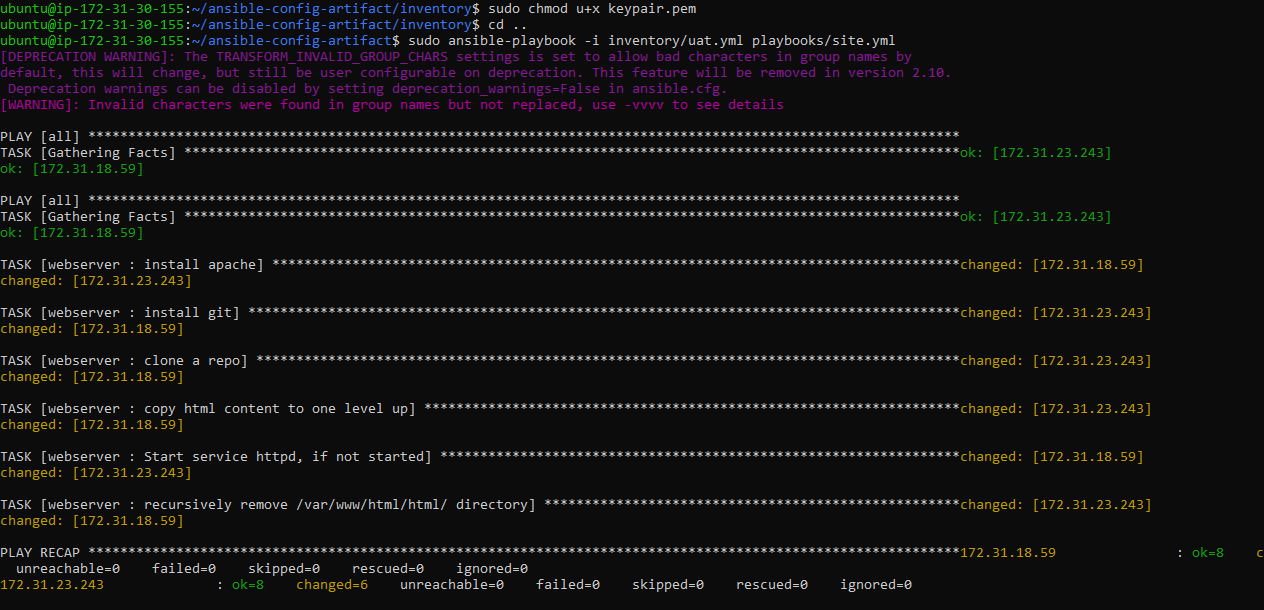 ubuntu@ip-172-31-30-155:~/ansible-config-artifact/inventory$ sudo chmod u+x keypair.pem
ubuntu@ip-172-31-30-155:~/ansible-config-artifact/inventory$ cd ..
ubuntu@ip-172-31-30-155:~/ansible-config-artifact$ sudo ansible-playbook -i inventory/uat.yml playbooks/site.yml
[DEPRECATION WARNING]: The TRANSFORM_INVALID_GROUP_CHARS settings is set to allow bad characters in group names by
default, this will change, but still be user configurable on deprecation. This feature will be removed in version 2.10.
 Deprecation warnings can be disabled by setting deprecation_warnings=False in ansible.cfg.
[WARNING]: Invalid characters were found in group names but not replaced, use -vvvv to see details

PLAY [all] *************************************************************************************************************
TASK [Gathering Facts] *************************************************************************************************ok: [172.31.23.243]
ok: [172.31.18.59]

PLAY [all] *************************************************************************************************************
TASK [Gathering Facts] *************************************************************************************************ok: [172.31.23.243]
ok: [172.31.18.59]

TASK [webserver : install apache] **************************************************************************************changed: [172.31.18.59]
changed: [172.31.23.243]

TASK [webserver : install git] *****************************************************************************************changed: [172.31.23.243]
changed: [172.31.18.59]

TASK [webserver : clone a repo] ****************************************************************************************changed: [172.31.23.243]
changed: [172.31.18.59]

TASK [webserver : copy html content to one level up] *******************************************************************changed: [172.31.23.243]
changed: [172.31.18.59]

TASK [webserver : Start service httpd, if not started] *****************************************************************changed: [172.31.18.59]
changed: [172.31.23.243]

TASK [webserver : recursively remove /var/www/html/html/ directory] ****************************************************changed: [172.31.23.243]
changed: [172.31.18.59]

PLAY RECAP *************************************************************************************************************172.31.18.59               : ok=8    c
  unreachable=0    failed=0    skipped=0    rescued=0    ignored=0
172.31.23.243              : ok=8    changed=6    unreachable=0    failed=0    skipped=0    rescued=0    ignored=0